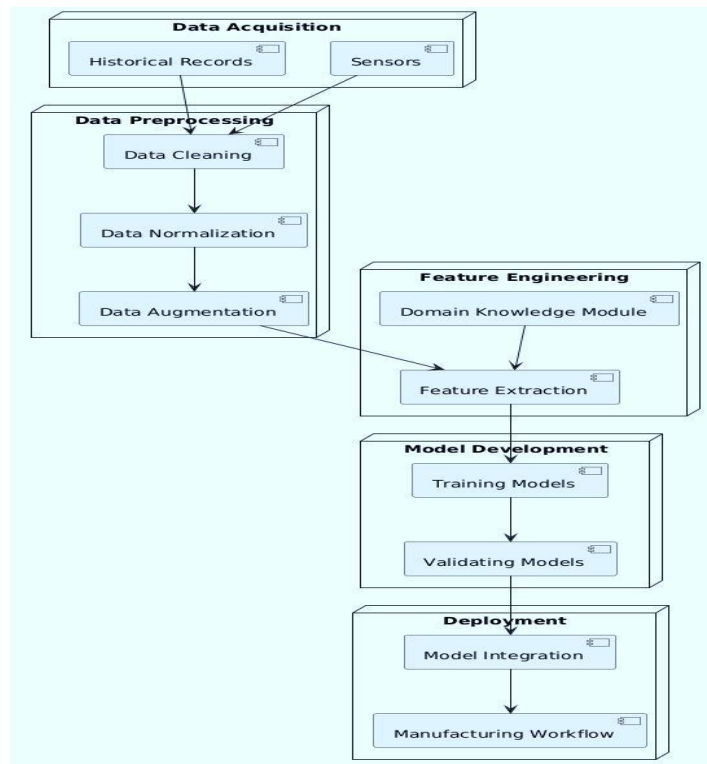 Data Acquisition
Historical Records
Sensors
Data Preprocessing
Data Cleaning
Data Normalization
Data Augmentation
Feature Engineering
Domain Knowledge Module
Feature Extraction
Model Development
Training Models
Validating Models
Deployment
Model Integration
Manufacturing Workflow